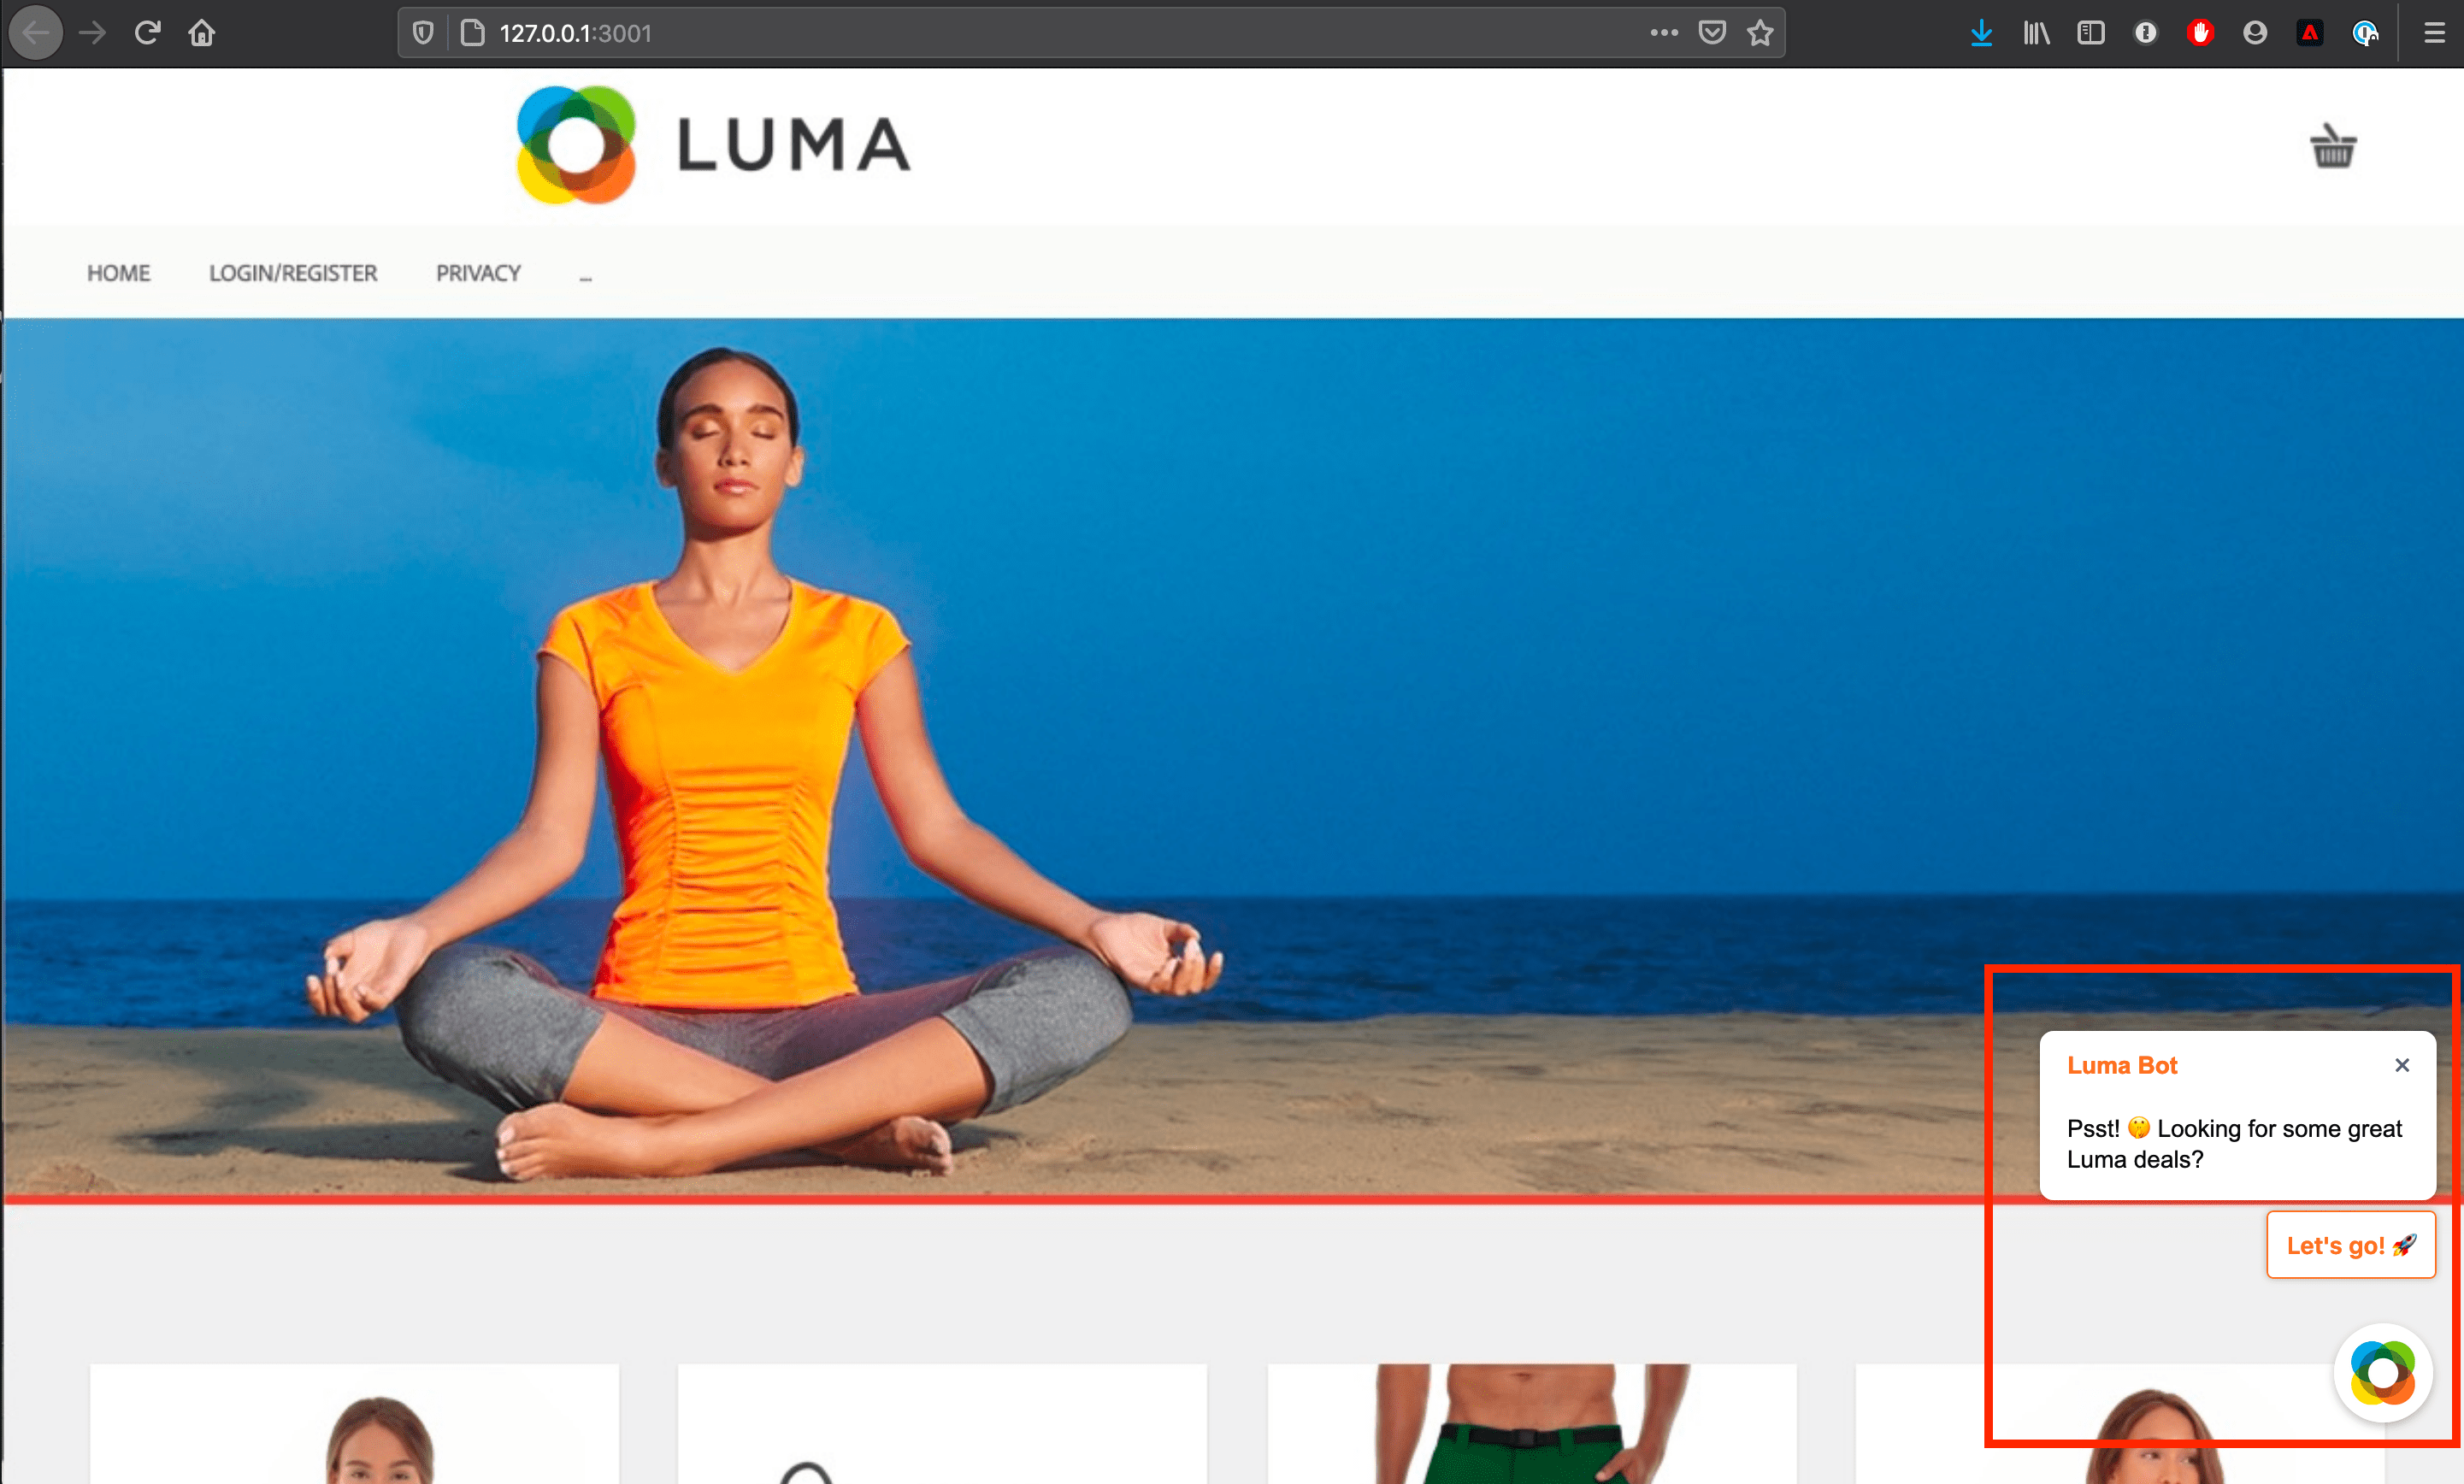 127.0.0.1:3001
LUMA
HOME LOGIN/REGISTER PRIVACY ...
Luma Bot
Psst! 🤫 Looking for some great
Luma deals?
Let's go! 🚀